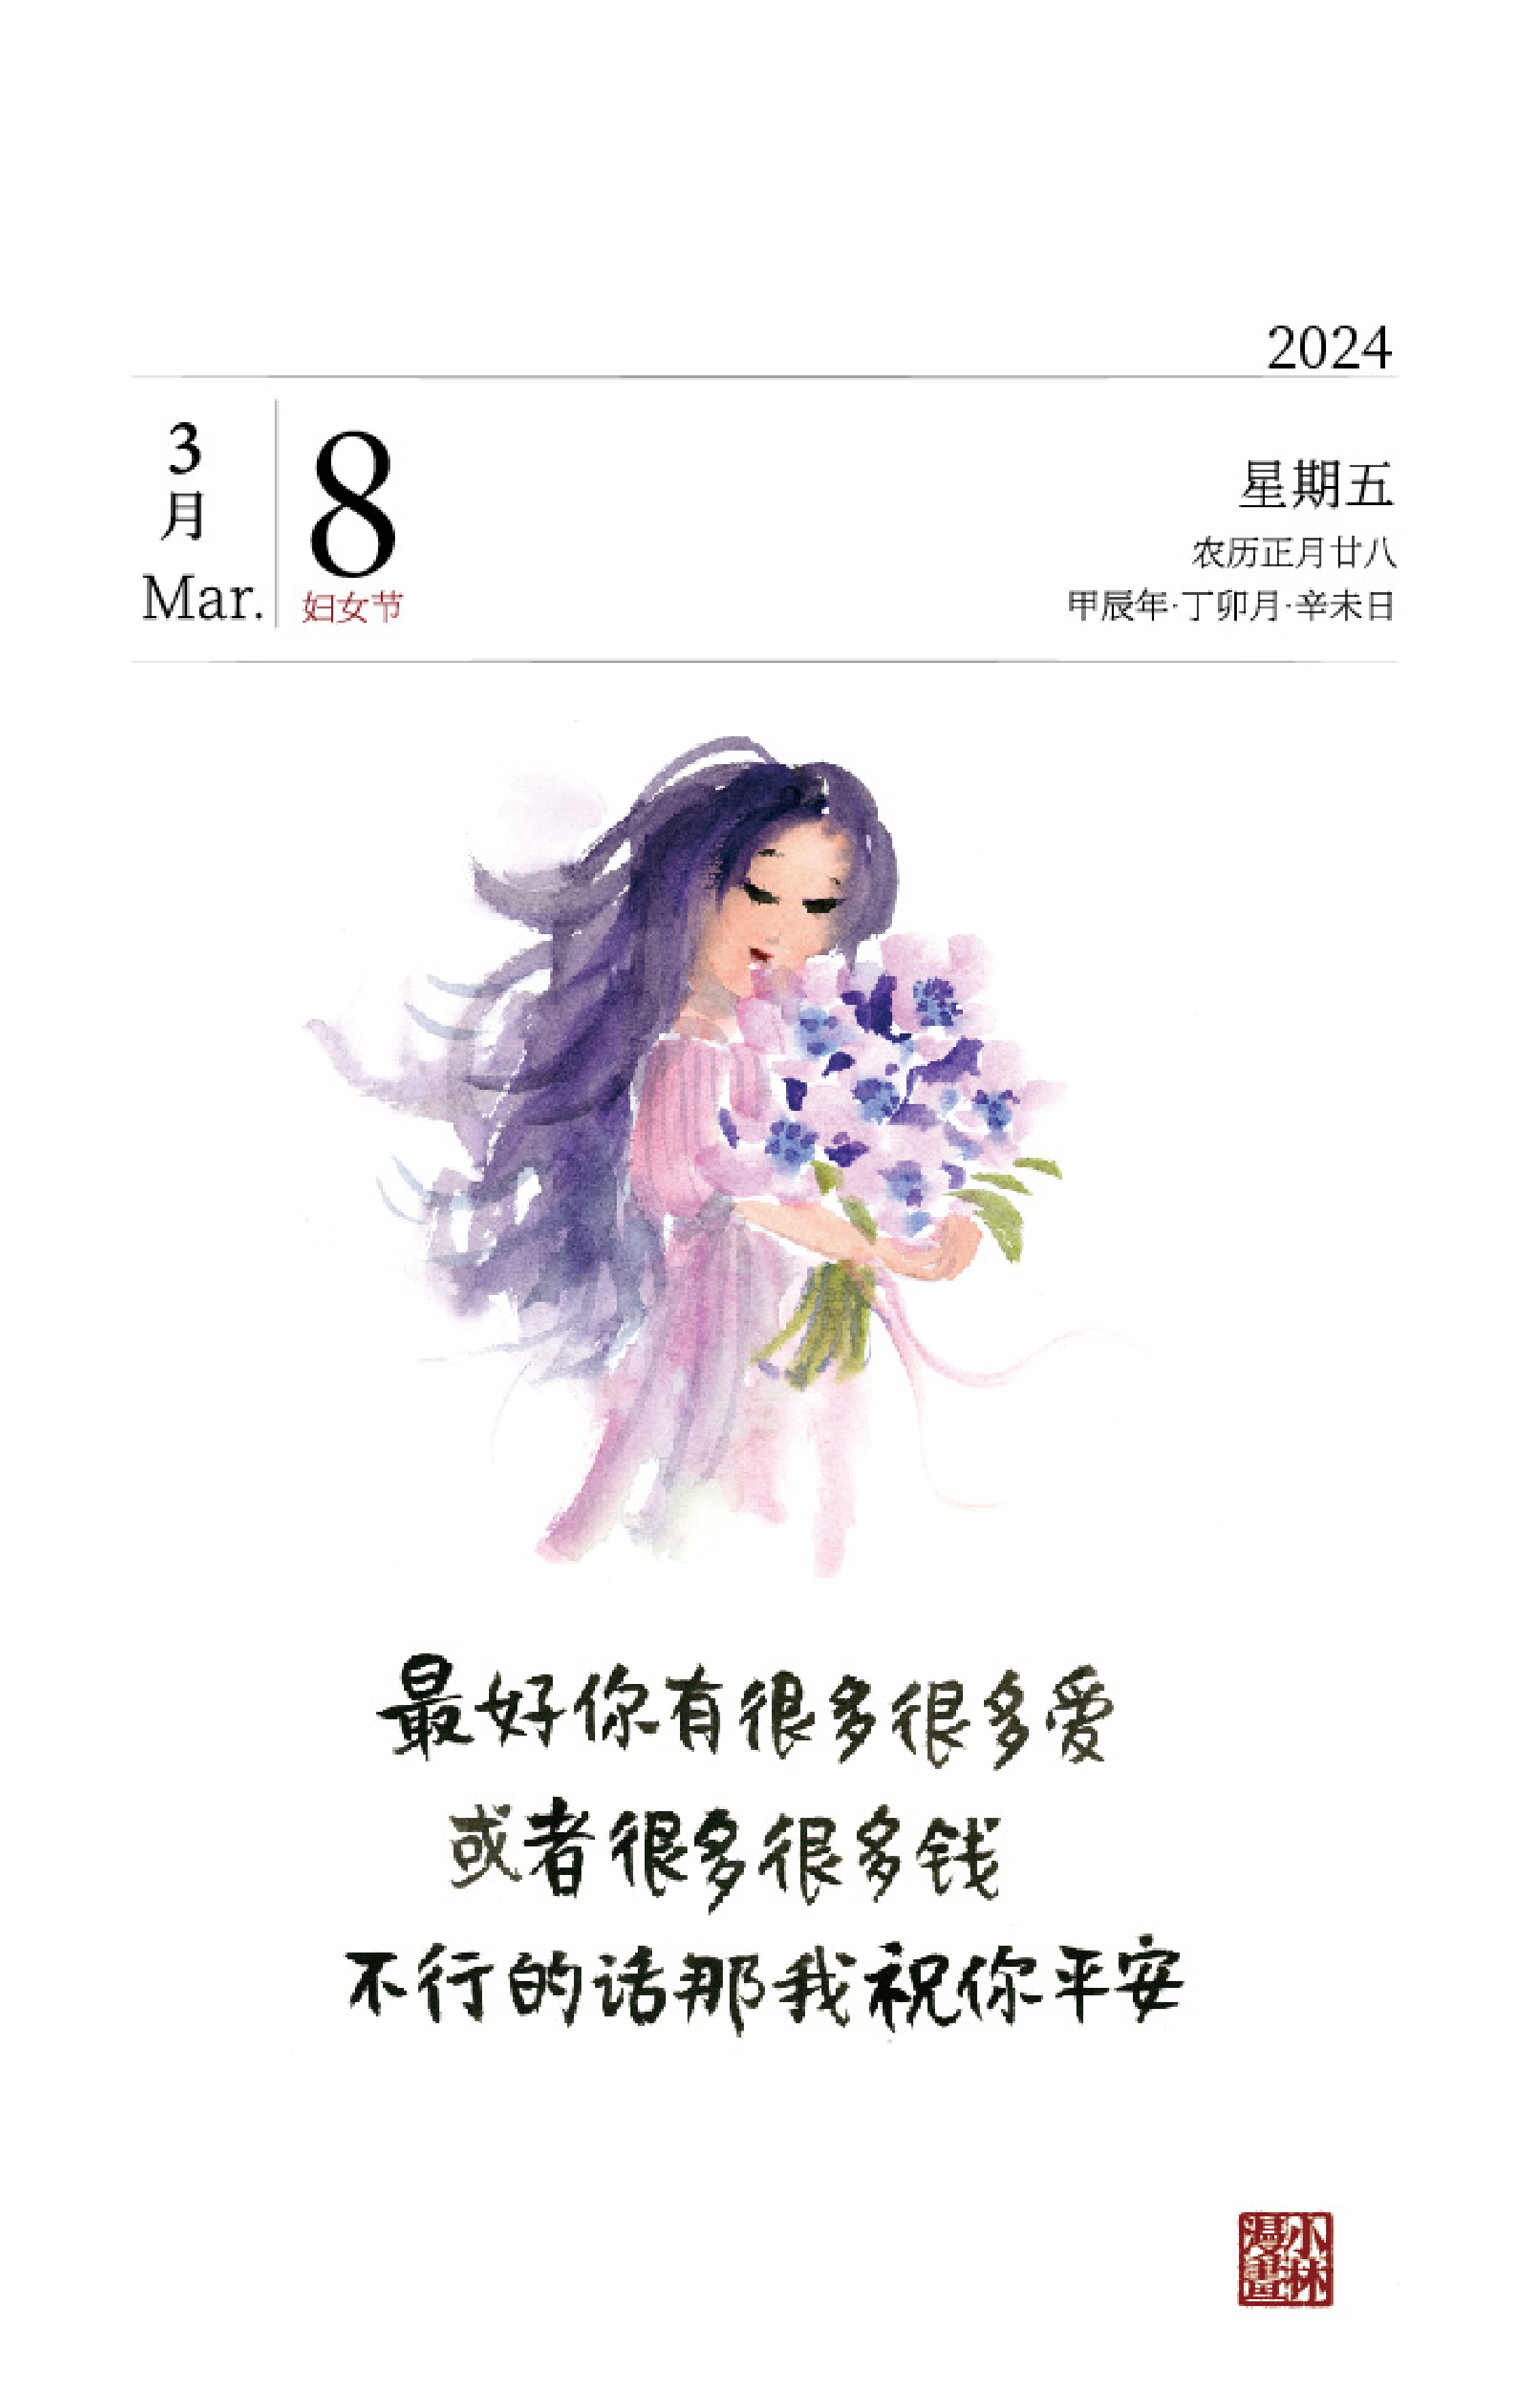 2024
3
月
Mar.
8
妇女节
星期五
农历正月廿八
甲辰年·丁卯月·辛未日
最好你有很多很多爱
或者很多很多钱
不行的话那我祝你平安
小林
漫畫